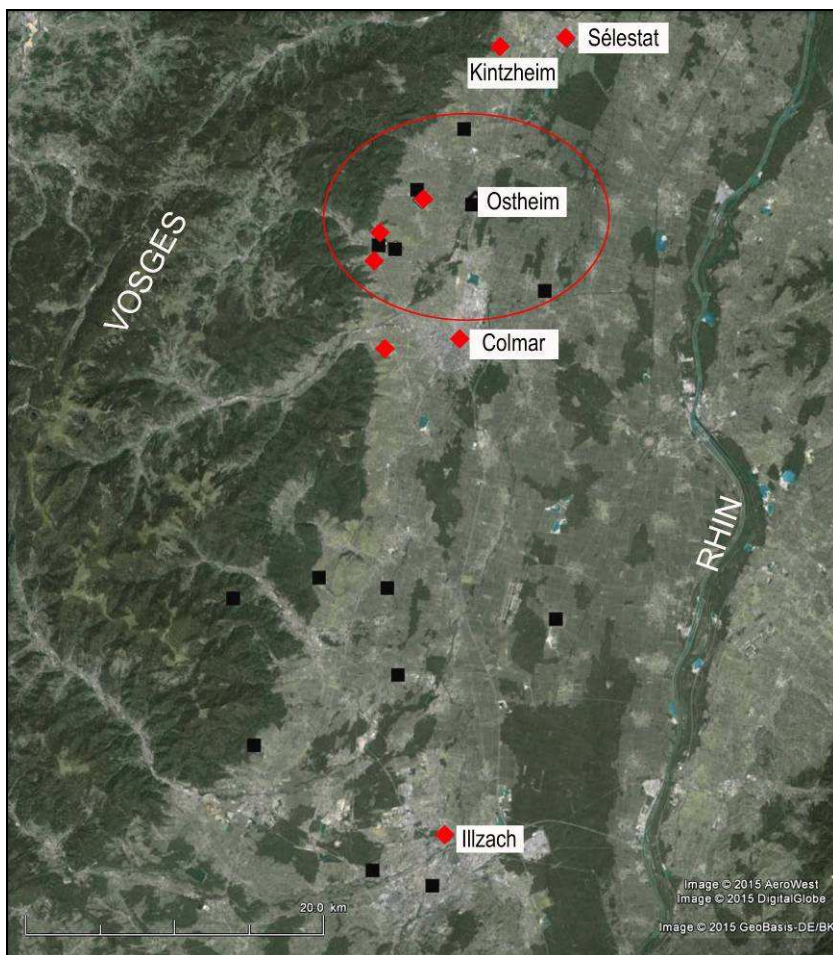 Sélestat
Kintzheim
Ostheim
VOSGES
Colmar
RHIN
Illzach
20.0 km
Image © 2015 AeroWest
Image © 2015 DigitalGlobe
Image © 2015 GeoBasis-DE/BK